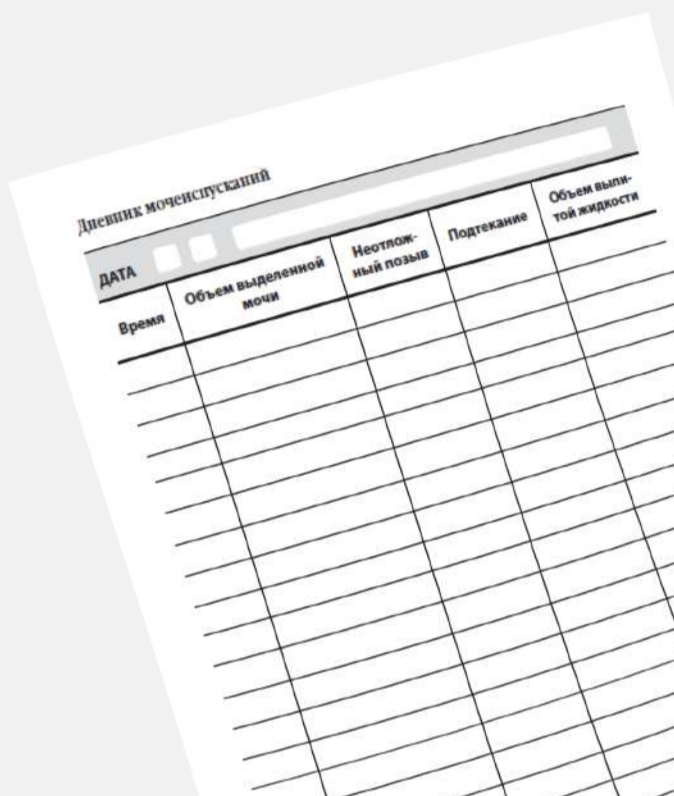 Дневник мочеиспусканий
ДАТА
Время
Объем выделенной
мочи
Неотлож-
ный позыв
Подтекание
Объем выпи-
той жидкости